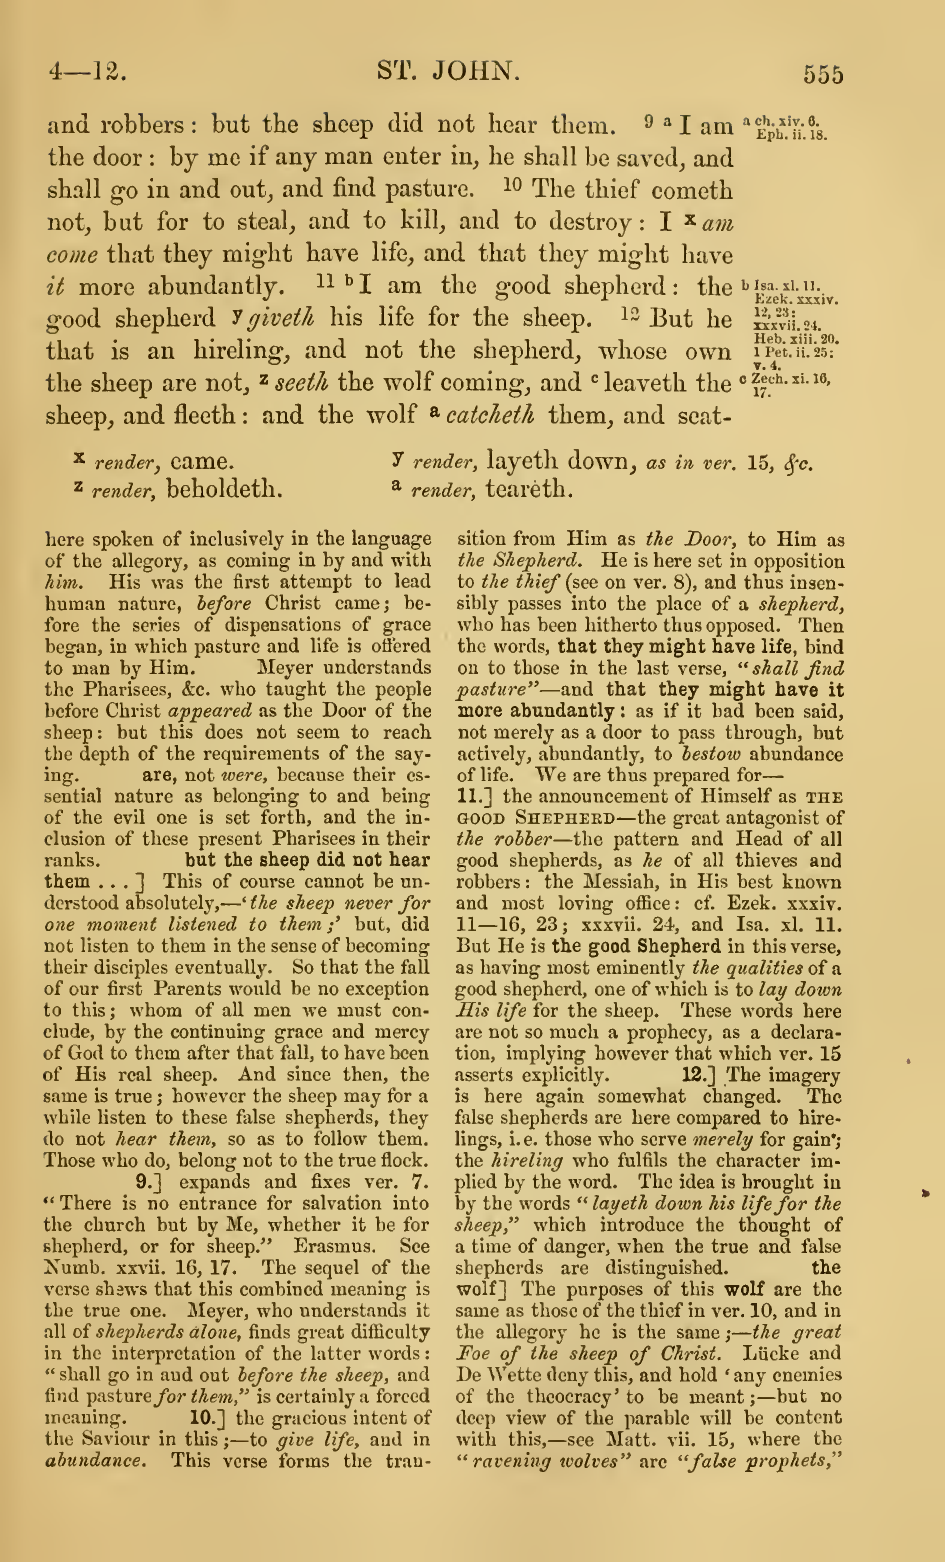 4—12.
ST. JOHN.
555
and robbers : but the sheep did not hear them. 9 a I am
the door : by me if any man enter in, he shall be saved, and
shall go in and out, and find pasture. 10 The thief cometh
not, but for to steal, and to kill, and to destroy : I x am
come that they might have life, and that they might have
it more abundantly. 11 b I am the good shepherd : the
good shepherd y giveth his life for the sheep. 12 But he
that is an hireling, and not the shepherd, whose own
the sheep are not, z seeth the wolf coming, and c leaveth the
sheep, and fleeth : and the wolf a catcheth them, and scat-
a ch. xiv. 6.
Eph. ii. 18.
b Isa. xl. 11.
Ezek. xxxiv.
12, 23:
xxxvii. 24.
Heb. xiii. 20.
1 Pet. ii. 25:
v. 4.
c Zech. xi. 16,
17.
x render, came.
y render, layeth down, as in ver. 15, &c.
z render, beholdeth.
a render, teareth.
here spoken of inclusively in the language
of the allegory, as coming in by and with
him. His was the first attempt to lead
human nature, before Christ came; be-
fore the series of dispensations of grace
began, in which pasture and life is offered
to man by Him. Meyer understands
the Pharisees, &c. who taught the people
before Christ appeared as the Door of the
sheep: but this does not seem to reach
the depth of the requirements of the say-
ing. are, not were, because their es-
sential nature as belonging to and being
of the evil one is set forth, and the in-
clusion of these present Pharisees in their
ranks. but the sheep did not hear
them . . . ] This of course cannot be un-
derstood absolutely,—‘the sheep never for
one moment listened to them;’ but, did
not listen to them in the sense of becoming
their disciples eventually. So that the fall
of our first Parents would be no exception
to this; whom of all men we must con-
clude, by the continuing grace and mercy
of God to them after that fall, to have been
of His real sheep. And since then, the
same is true; however the sheep may for a
while listen to these false shepherds, they
do not hear them, so as to follow them.
Those who do, belong not to the true flock.
9.] expands and fixes ver. 7.
“There is no entrance for salvation into
the church but by Me, whether it be for
shepherd, or for sheep.” Erasmus. See
Numb. xxvii. 16, 17. The sequel of the
verse shews that this combined meaning is
the true one. Meyer, who understands it
all of shepherds alone, finds great difficulty
in the interpretation of the latter words:
“shall go in and out before the sheep, and
find pasture for them,” is certainly a forced
meaning. 10.] the gracious intent of
the Saviour in this;—to give life, and in
abundance. This verse forms the tran-
sition from Him as the Door, to Him as
the Shepherd. He is here set in opposition
to the thief (see on ver. 8), and thus insen-
sibly passes into the place of a shepherd,
who has been hitherto thus opposed. Then
the words, that they might have life, bind
on to those in the last verse, “shall find
pasture”—and that they might have it
more abundantly: as if it had been said,
not merely as a door to pass through, but
actively, abundantly, to bestow abundance
of life. We are thus prepared for—
11.] the announcement of Himself as THE
GOOD SHEPHERD—the great antagonist of
the robber—the pattern and Head of all
good shepherds, as he of all thieves and
robbers: the Messiah, in His best known
and most loving office: cf. Ezek. xxxiv.
11—16, 23; xxxvii. 24, and Isa. xl. 11.
But He is the good Shepherd in this verse,
as having most eminently the qualities of a
good shepherd, one of which is to lay down
His life for the sheep. These words here
are not so much a prophecy, as a declara-
tion, implying however that which ver. 15
asserts explicitly. 12.] The imagery
is here again somewhat changed. The
false shepherds are here compared to hire-
lings, i.e. those who serve merely for gain;
the hireling who fulfils the character im-
plied by the word. The idea is brought in
by the words “layeth down his life for the
sheep,” which introduce the thought of
a time of danger, when the true and false
shepherds are distinguished. the
wolf] The purposes of this wolf are the
same as those of the thief in ver. 10, and in
the allegory he is the same;—the great
Foe of the sheep of Christ. Lücke and
De Wette deny this, and hold ‘any enemies
of the theocracy’ to be meant;—but no
deep view of the parable will be content
with this,—see Matt. vii. 15, where the
“ravening wolves” are “false prophets,”